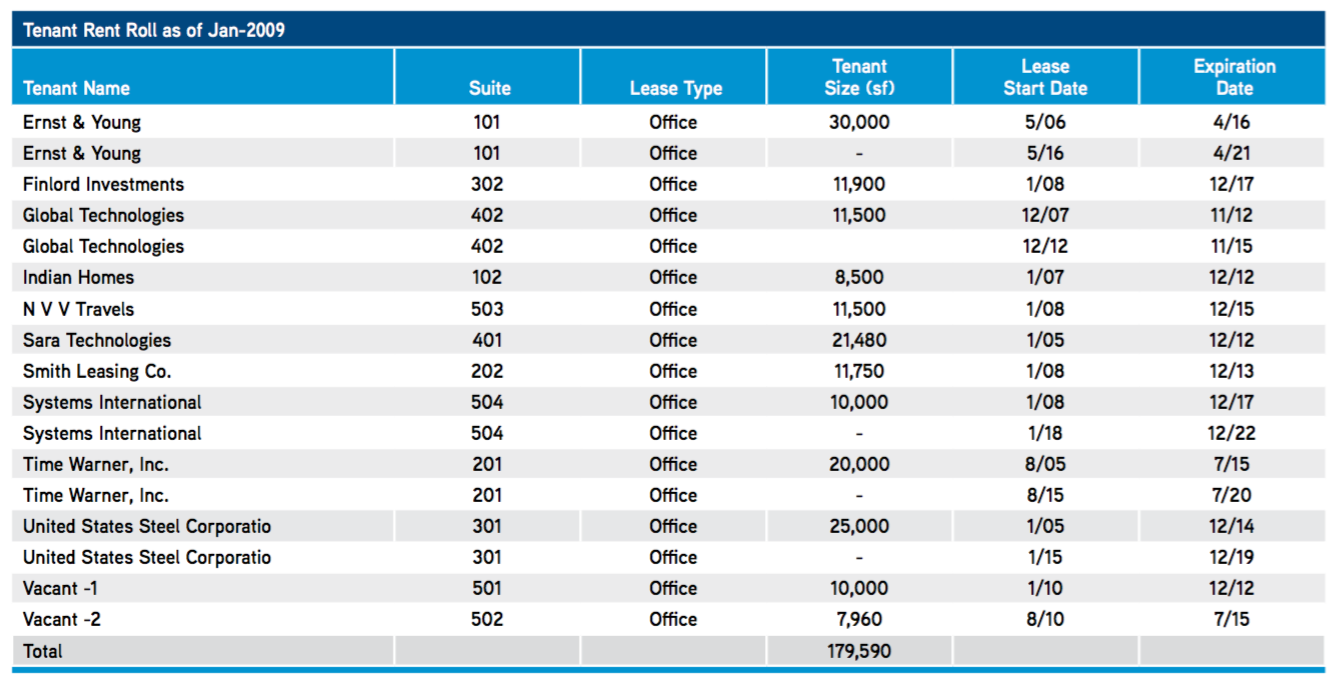 Tenant Rent Roll as of Jan-2009
Tenant Name Suite Lease Type Tenant Size (sf) Lease Start Date Expiration Date
Ernst & Young 101 Office 30,000 5/06 4/16
Ernst & Young 101 Office - 5/16 4/21
Finlord Investments 302 Office 11,900 1/08 12/17
Global Technologies 402 Office 11,500 12/07 11/12
Global Technologies 402 Office 12/12 11/15
Indian Homes 102 Office 8,500 1/07 12/12
N V V Travels 503 Office 11,500 1/08 12/15
Sara Technologies 401 Office 21,480 1/05 12/12
Smith Leasing Co. 202 Office 11,750 1/08 12/13
Systems International 504 Office 10,000 1/08 12/17
Systems International 504 Office - 1/18 12/22
Time Warner, Inc. 201 Office 20,000 8/05 7/15
Time Warner, Inc. 201 Office - 8/15 7/20
United States Steel Corporatio 301 Office 25,000 1/05 12/14
United States Steel Corporatio 301 Office - 1/15 12/19
Vacant -1 501 Office 10,000 1/10 12/12
Vacant -2 502 Office 7,960 8/10 7/15
Total 179,590